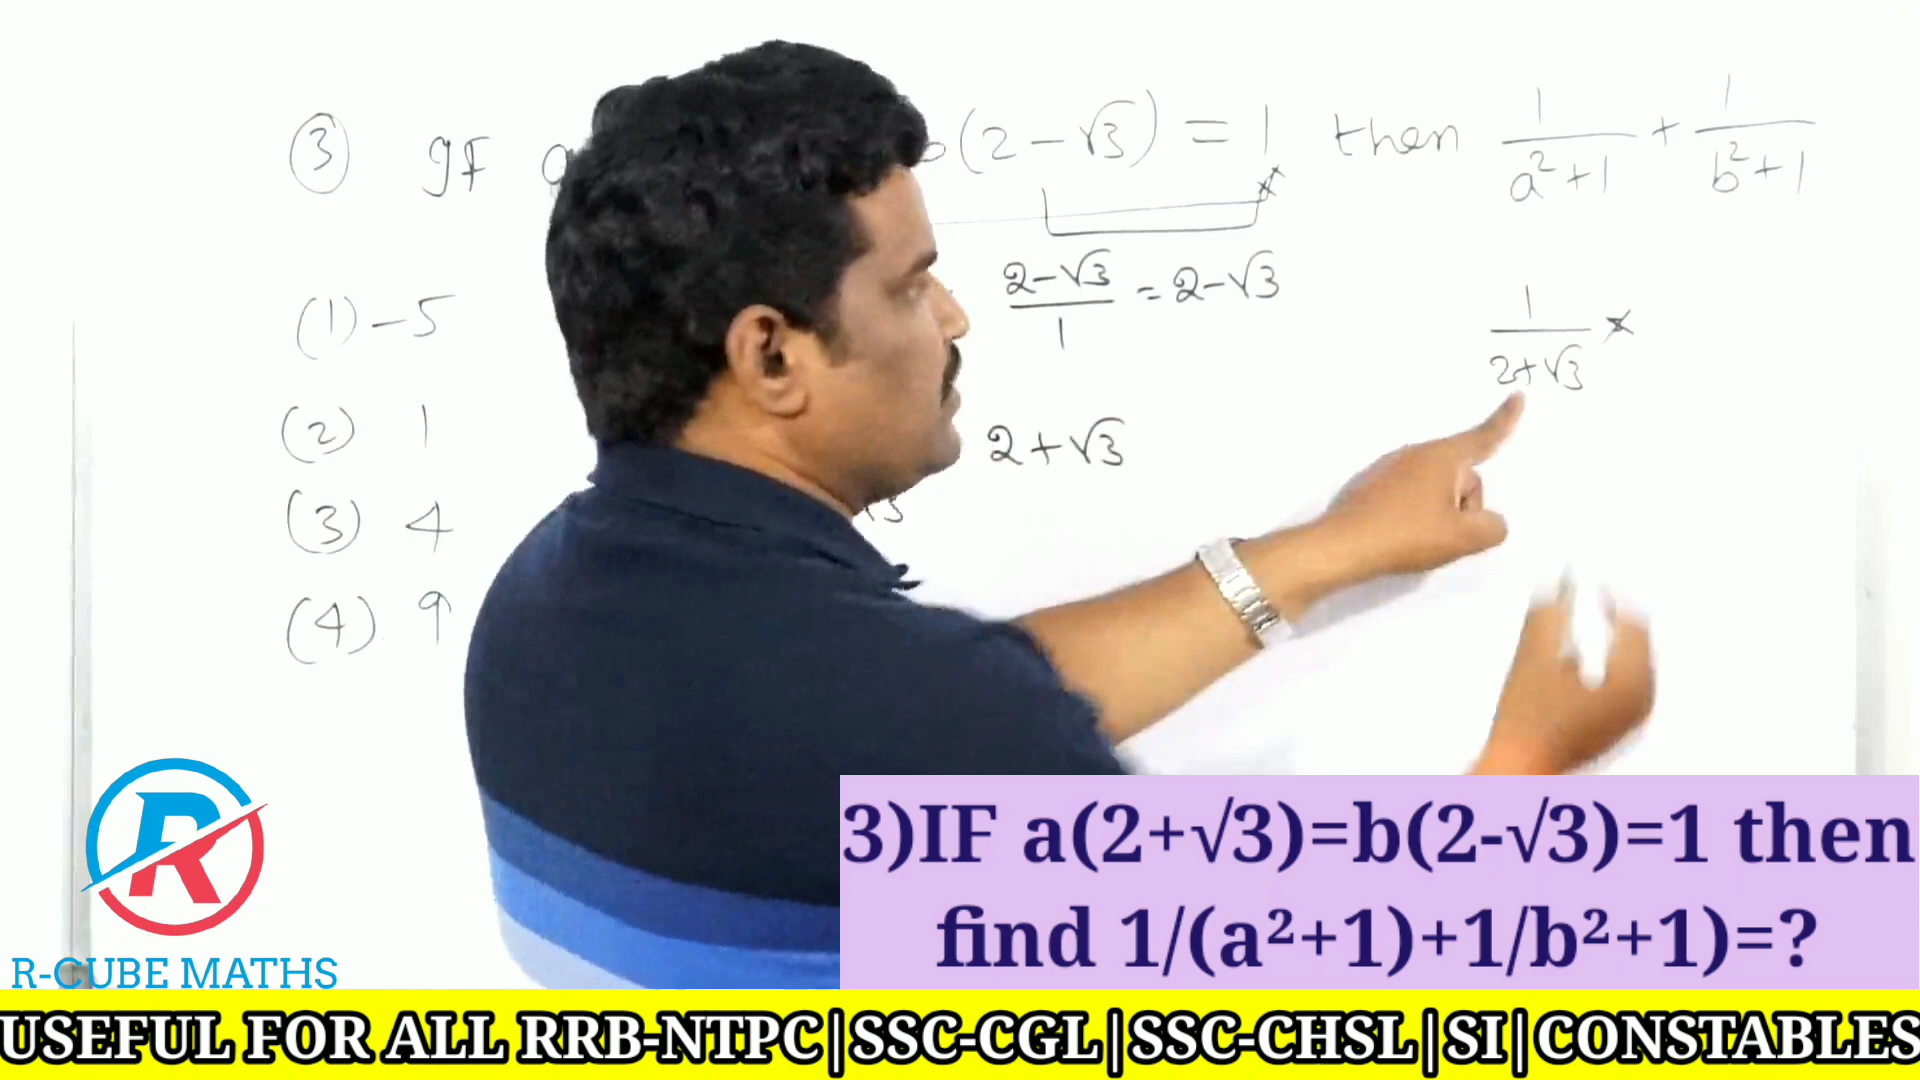 ③ If a (2-√3) = 1 then 1/(a²+1) + 1/(b²+1)
(2-√3)/1 = 2-√3
(1) -5
1/(2+√3) ×
(2) 1
2+√3
(3) 4
√3
(4) 9
3)IF a(2+√3)=b(2-√3)=1 then
find 1/(a²+1)+1/b²+1)=?
R
R-CUBE MATHS
USEFUL FOR ALL RRB-NTPC|SSC-CGL|SSC-CHSL|SI|CONSTABLES